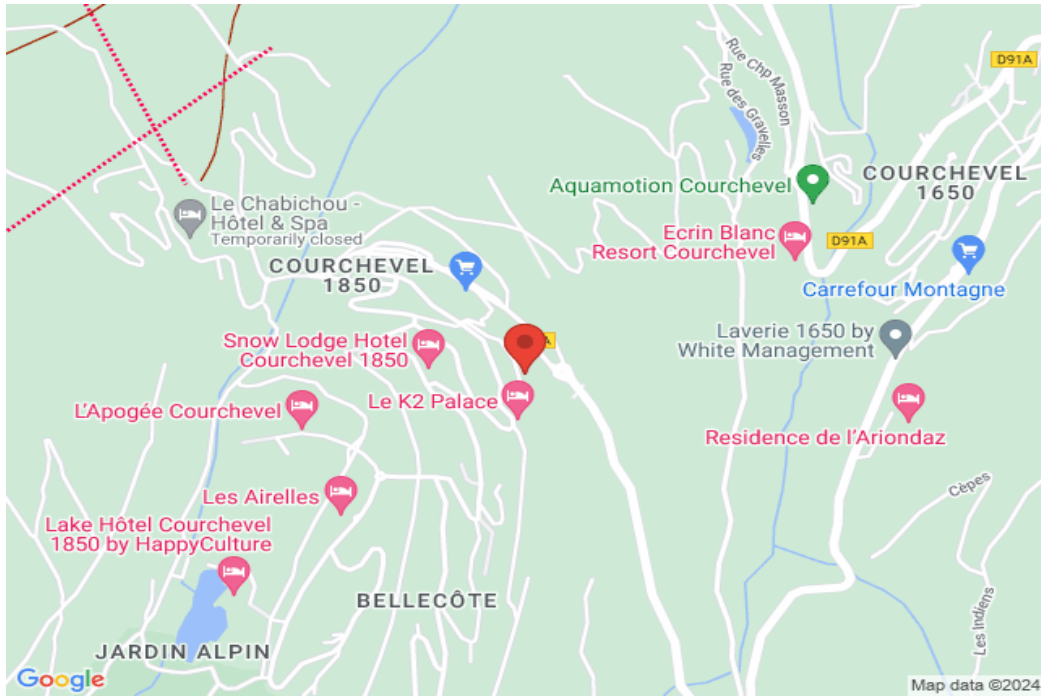 D91A
Rue Chp Masson
Rue des Gravelles
Aquamotion Courchevel
COURCHEVEL
1650
Le Chabichou -
Hôtel & Spa
Temporarily closed
Ecrin Blanc
Resort Courchevel
D91A
COURCHEVEL
1850
Carrefour Montagne
Snow Lodge Hotel
Courchevel 1850
A
Laverie 1650 by
White Management
L'Apogée Courchevel
Le K2 Palace
Residence de l'Ariondaz
Les Airelles
Cèpes
Lake Hôtel Courchevel
1850 by HappyCulture
BELLECÔTE
Les Indiens
JARDIN ALPIN
Google
Map data ©2024